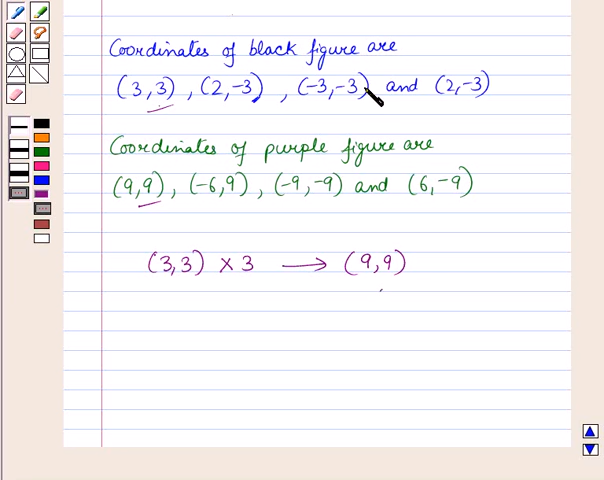 Coordinates of black figure are
(3, 3) , (2, -3) , (-3, -3) and (2, -3)
Coordinates of purple figure are
(9, 9) , (-6, 9) , (-9, -9) and (6, -9)
(3, 3) × 3 ⟶ (9, 9)